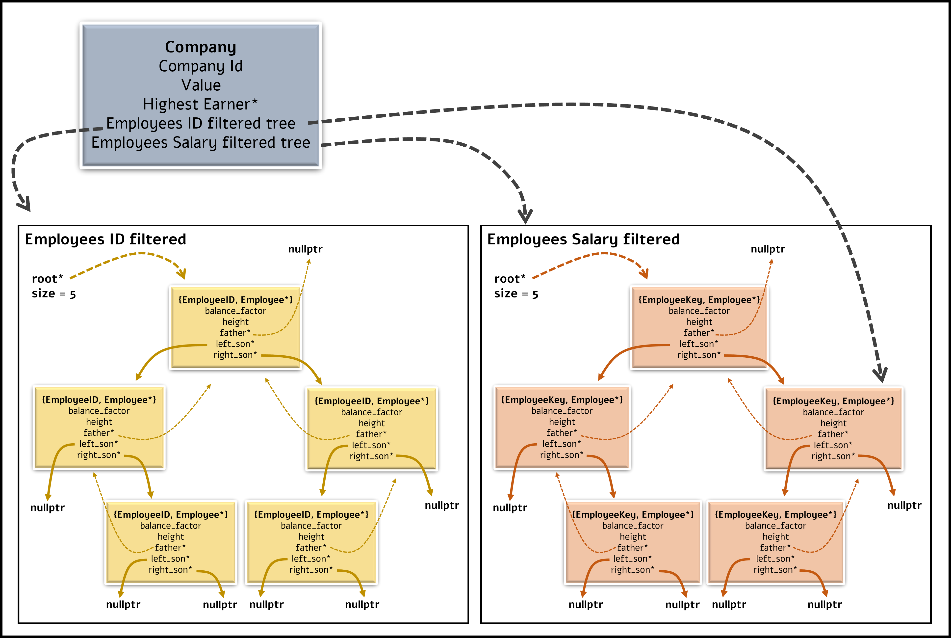 Company
Company Id
Value
Highest Earner*
Employees ID filtered tree
Employees Salary filtered tree
Employees ID filtered
nullptr
root*
size = 5
{EmployeeID, Employee*}
balance_factor
height
father*
left_son*
right_son*
{EmployeeID, Employee*}
balance_factor
height
father*
left_son*
right_son*
{EmployeeID, Employee*}
balance_factor
height
father*
left_son*
right_son*
nullptr
nullptr
{EmployeeID, Employee*}
balance_factor
height
father*
left_son*
right_son*
{EmployeeID, Employee*}
balance_factor
height
father*
left_son*
right_son*
nullptr
nullptr
nullptr
nullptr
Employees Salary filtered
nullptr
root*
size = 5
{EmployeeKey, Employee*}
balance_factor
height
father*
left_son*
right_son*
{EmployeeKey, Employee*}
balance_factor
height
father*
left_son*
right_son*
{EmployeeKey, Employee*}
balance_factor
height
father*
left_son*
right_son*
nullptr
nullptr
{EmployeeKey, Employee*}
balance_factor
height
father*
left_son*
right_son*
{EmployeeKey, Employee*}
balance_factor
height
father*
left_son*
right_son*
nullptr
nullptr
nullptr
nullptr